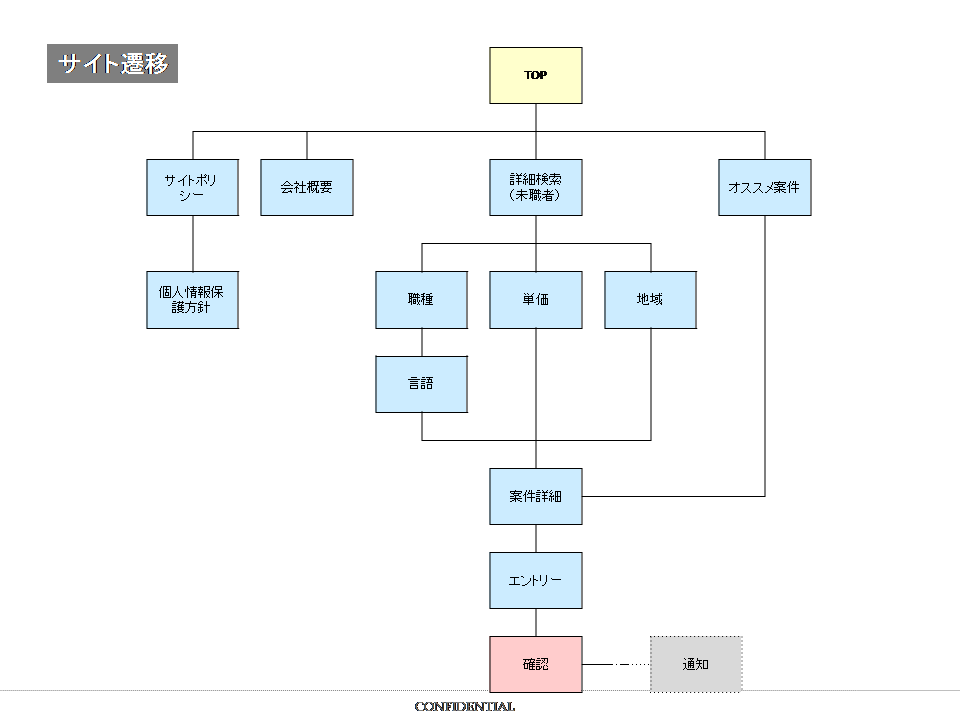 サイト遷移
TOP
サイトポリ
シー
会社概要
詳細検索
（未職者）
オススメ案件
個人情報保
護方針
職種
単価
地域
言語
案件詳細
エントリー
確認
通知
CONFIDENTIAL